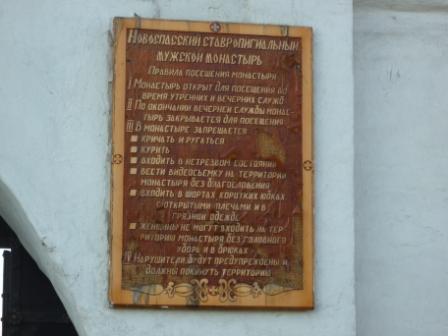 Новоспасский ставропигиальный
мужской монастырь
Правила посещения монастыря
I Монастырь открыт для посещения во
время утренних и вечерних служб
II По окончании вечерней службы монас-
тырь закрывается для посещения
III В монастыре запрещается
■ кричать и ругаться
■ курить
■ входить в нетрезвом состоянии
■ вести видеосъемку на территории
монастыря без благословения
■ входить в шортах коротких юбках
с открытыми плечами и в
грязной одежде
■ женщины не могут входить на тер-
риторию монастыря без головного
убора и в брюках
IV Нарушители будут предупреждены и
должны покинуть территорию